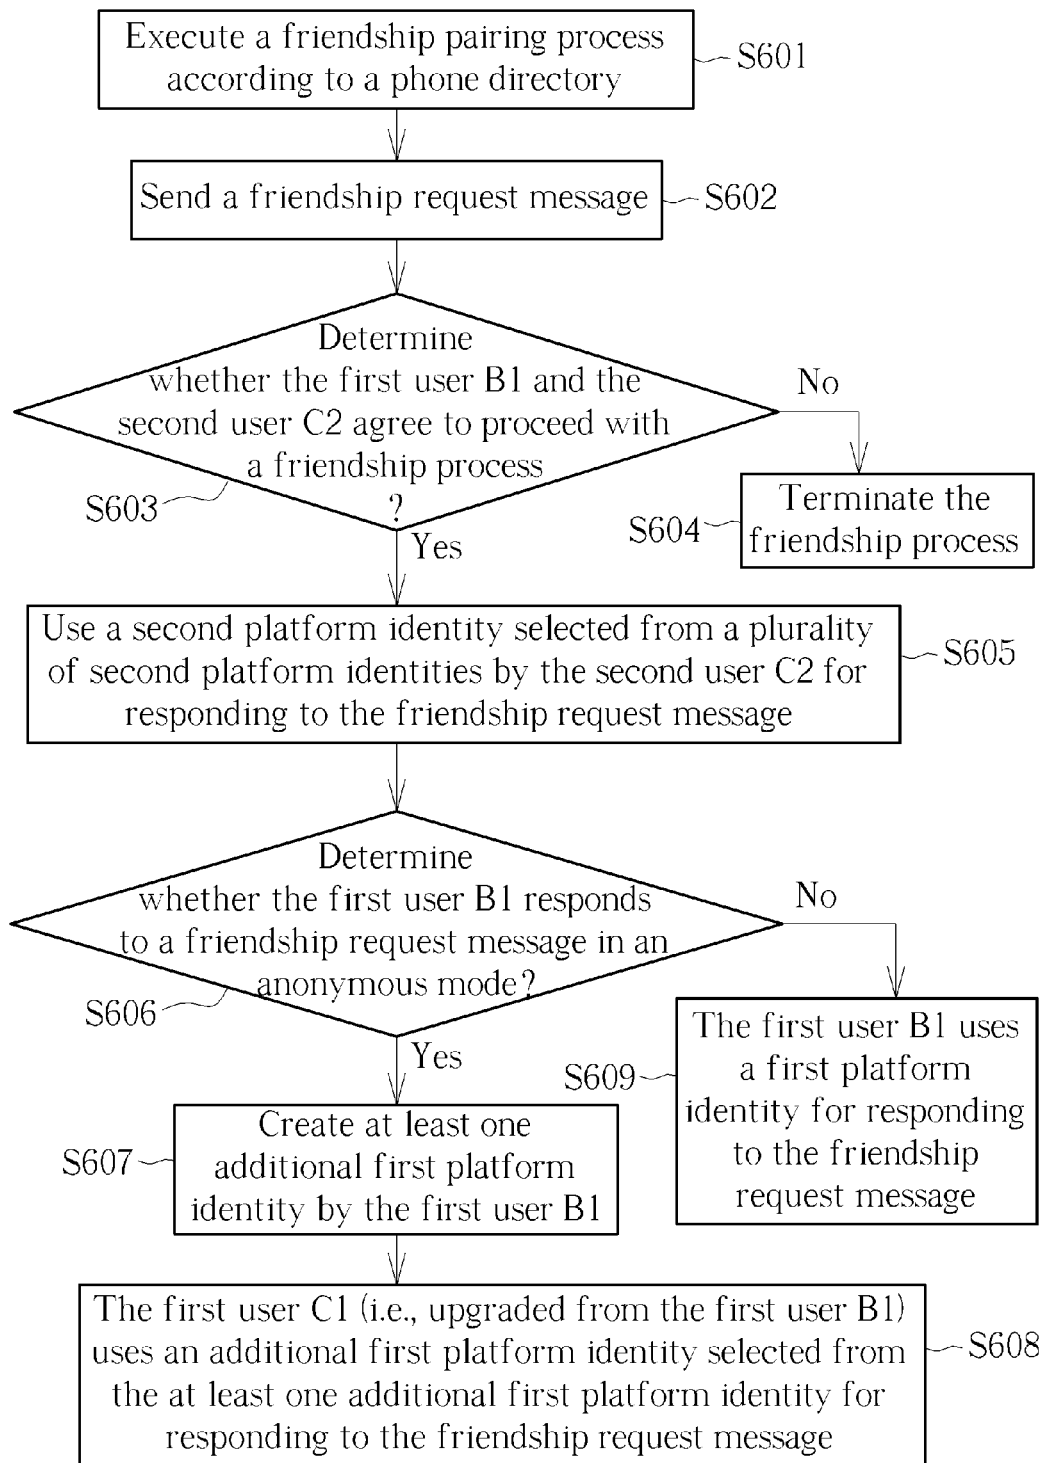 Execute a friendship pairing process
according to a phone directory
S601
Send a friendship request message
S602
Determine
whether the first user B1 and the
second user C2 agree to proceed with
a friendship process
?
S603
No
Terminate the
friendship process
S604
Yes
Use a second platform identity selected from a plurality
of second platform identities by the second user C2 for
responding to the friendship request message
S605
Determine
whether the first user B1 responds
to a friendship request message in an
anonymous mode?
S606
No
The first user B1 uses
a first platform
identity for responding
to the friendship
request message
S609
Yes
Create at least one
additional first platform
identity by the first user B1
S607
The first user C1 (i.e., upgraded from the first user B1)
uses an additional first platform identity selected from
the at least one additional first platform identity for
responding to the friendship request message
S608